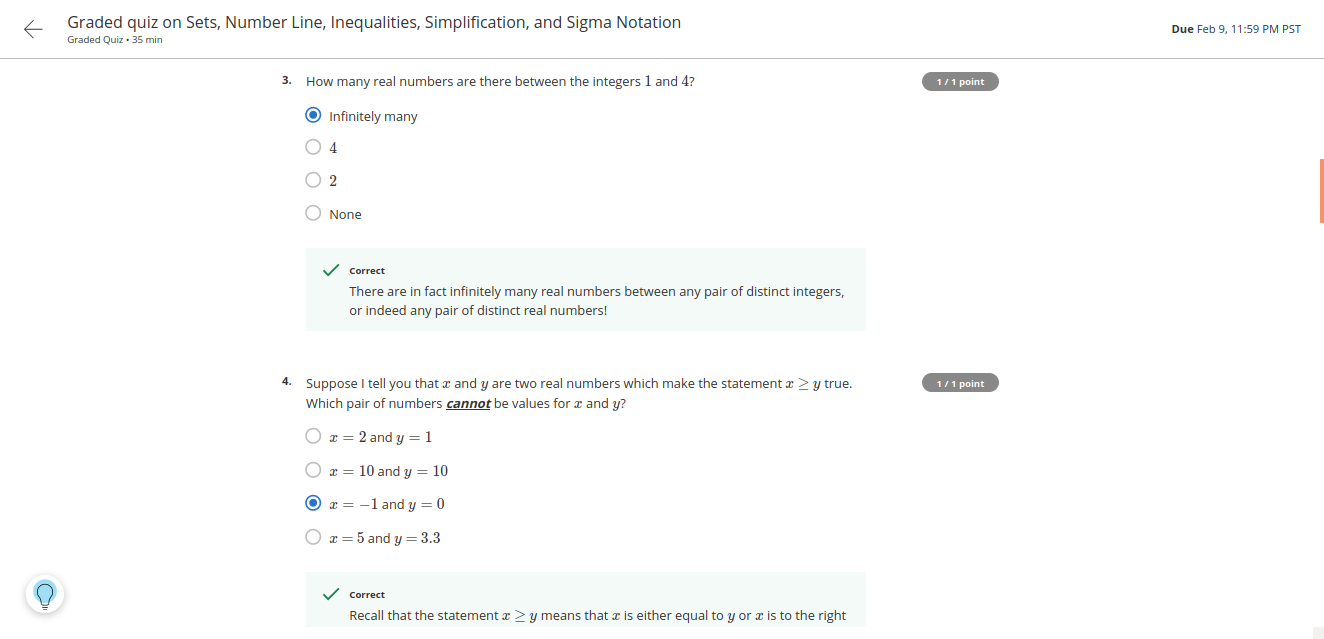 Graded quiz on Sets, Number Line, Inequalities, Simplification, and Sigma Notation
Graded Quiz • 35 min
Due Feb 9, 11:59 PM PST
3. How many real numbers are there between the integers 1 and 4?
1 / 1 point
Infinitely many
4
2
None
Correct
There are in fact infinitely many real numbers between any pair of distinct integers,
or indeed any pair of distinct real numbers!
4. Suppose I tell you that x and y are two real numbers which make the statement x ≥ y true.
1 / 1 point
Which pair of numbers cannot be values for x and y?
x = 2 and y = 1
x = 10 and y = 10
x = −1 and y = 0
x = 5 and y = 3.3
Correct
Recall that the statement x ≥ y means that x is either equal to y or x is to the right